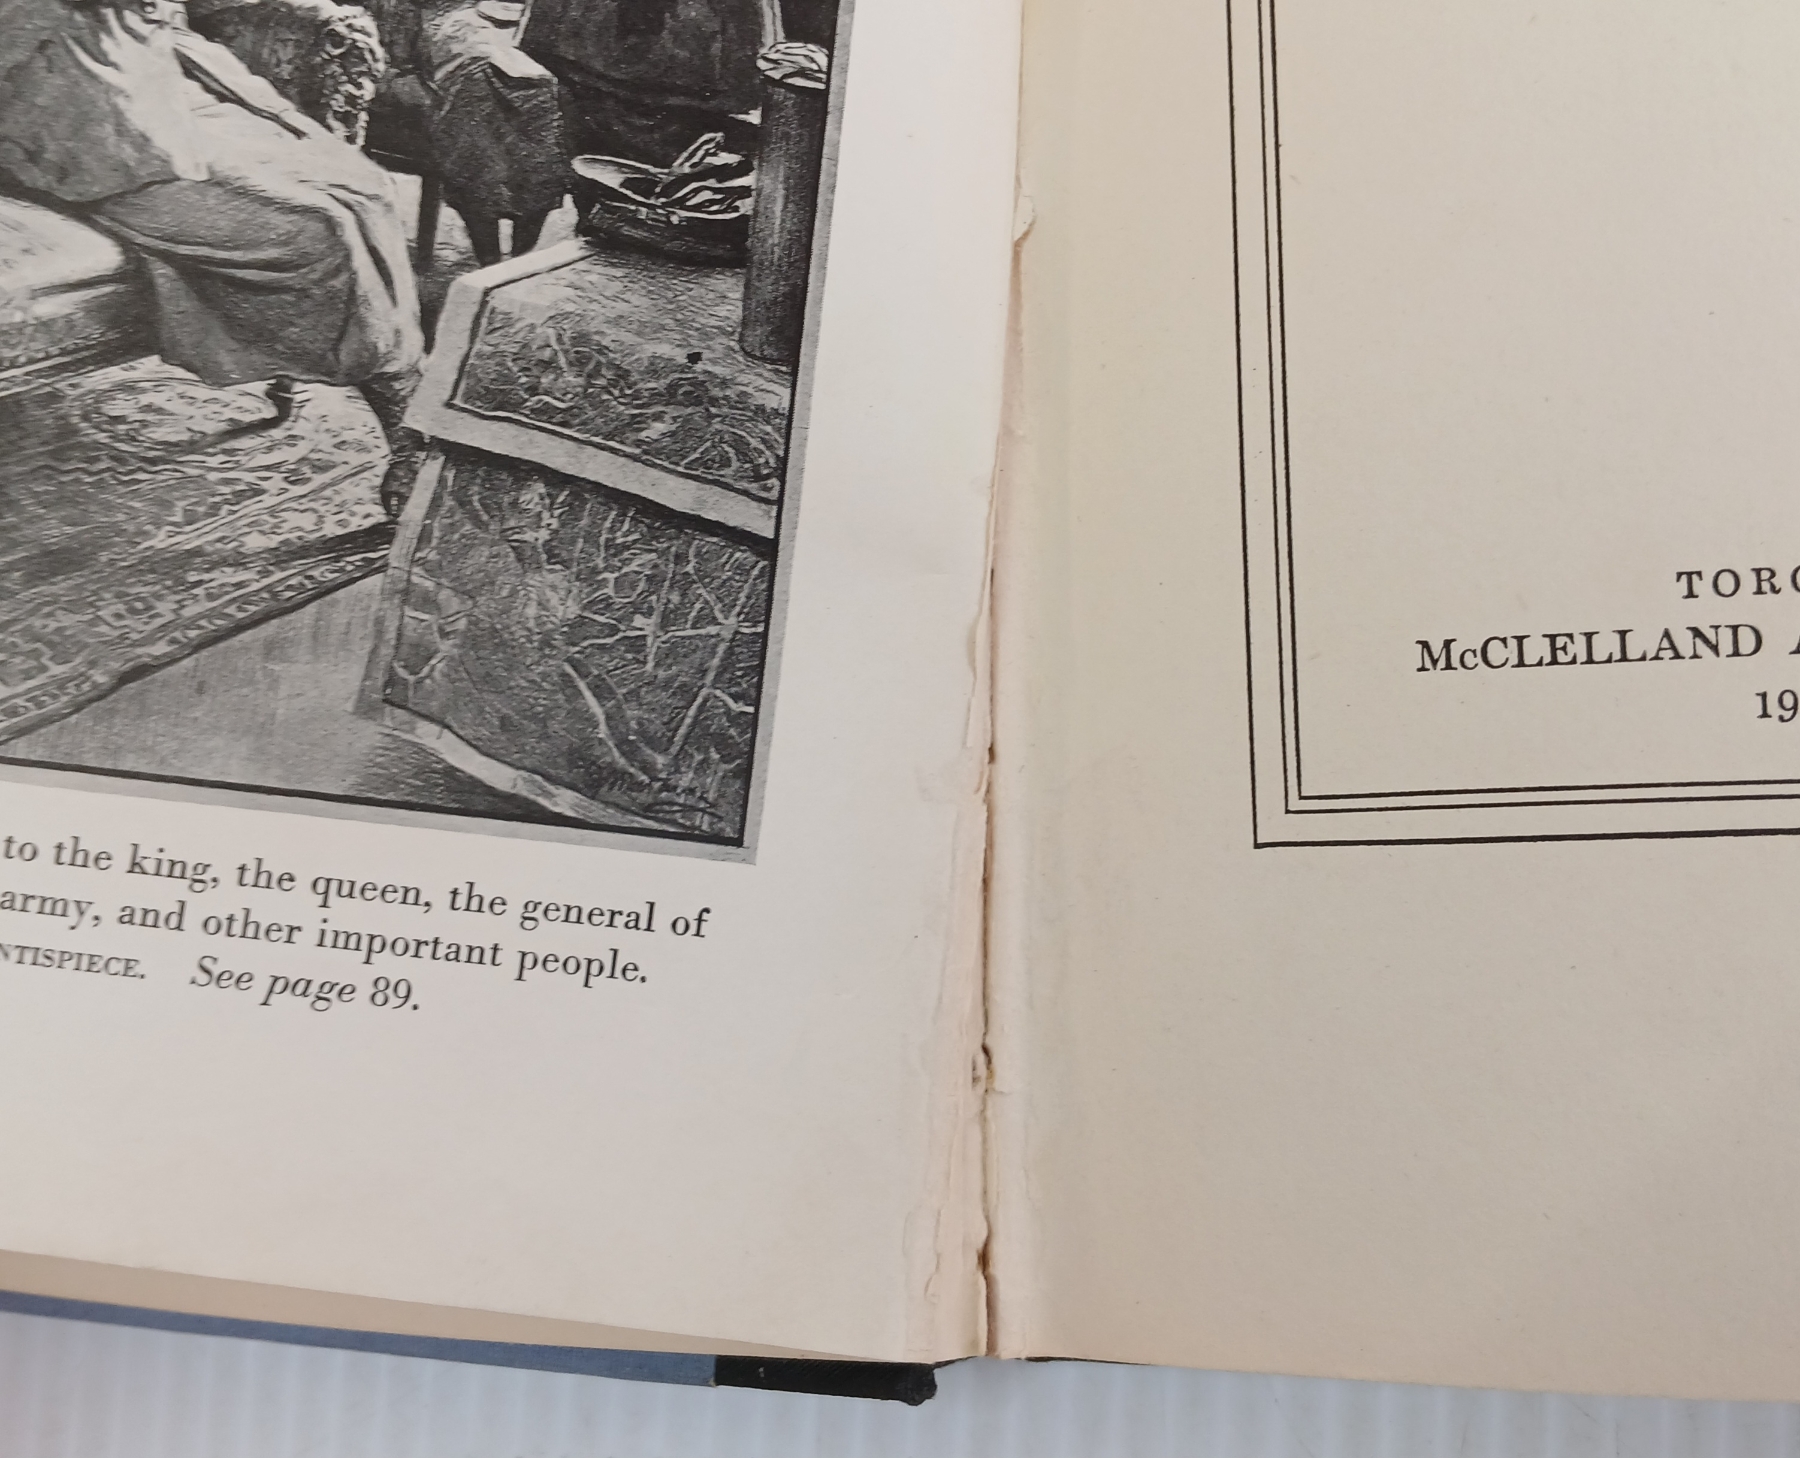 to the king, the queen, the general of
army, and other important people.
NTISPIECE. See page 89.
TORO
McCLELLAND A
19